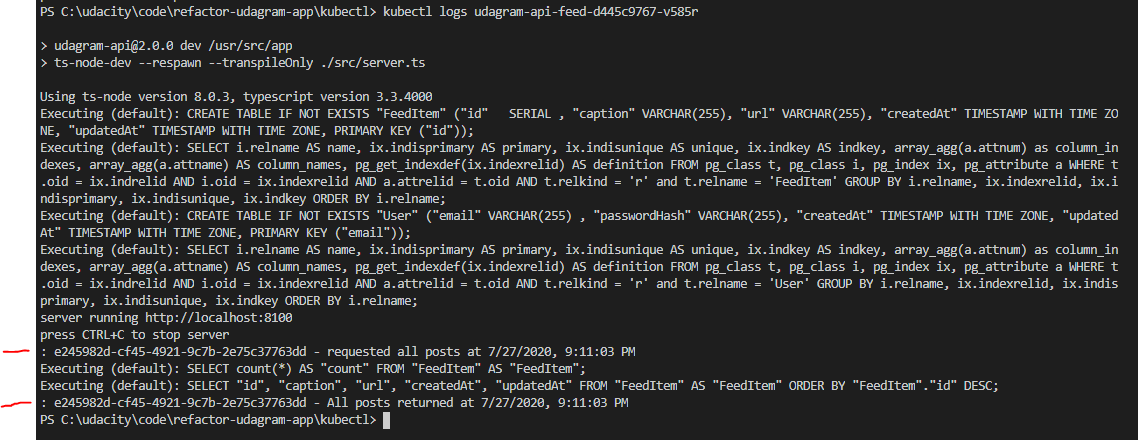 PS C:\udacity\code\refactor-udagram-app\kubectl> kubectl logs udagram-api-feed-d445c9767-v585r
> udagram-api@2.0.0 dev /usr/src/app
> ts-node-dev --respawn --transpileOnly ./src/server.ts
Using ts-node version 8.0.3, typescript version 3.3.4000
Executing (default): CREATE TABLE IF NOT EXISTS "FeedItem" ("id"   SERIAL , "caption" VARCHAR(255), "url" VARCHAR(255), "createdAt" TIMESTAMP WITH TIME ZO
NE, "updatedAt" TIMESTAMP WITH TIME ZONE, PRIMARY KEY ("id"));
Executing (default): SELECT i.relname AS name, ix.indisprimary AS primary, ix.indisunique AS unique, ix.indkey AS indkey, array_agg(a.attnum) as column_in
dexes, array_agg(a.attname) AS column_names, pg_get_indexdef(ix.indexrelid) AS definition FROM pg_class t, pg_class i, pg_index ix, pg_attribute a WHERE t
.oid = ix.indrelid AND i.oid = ix.indexrelid AND a.attrelid = t.oid AND t.relkind = 'r' and t.relname = 'FeedItem' GROUP BY i.relname, ix.indexrelid, ix.i
ndisprimary, ix.indisunique, ix.indkey ORDER BY i.relname;
Executing (default): CREATE TABLE IF NOT EXISTS "User" ("email" VARCHAR(255) , "passwordHash" VARCHAR(255), "createdAt" TIMESTAMP WITH TIME ZONE, "updated
At" TIMESTAMP WITH TIME ZONE, PRIMARY KEY ("email"));
Executing (default): SELECT i.relname AS name, ix.indisprimary AS primary, ix.indisunique AS unique, ix.indkey AS indkey, array_agg(a.attnum) as column_in
dexes, array_agg(a.attname) AS column_names, pg_get_indexdef(ix.indexrelid) AS definition FROM pg_class t, pg_class i, pg_index ix, pg_attribute a WHERE t
.oid = ix.indrelid AND i.oid = ix.indexrelid AND a.attrelid = t.oid AND t.relkind = 'r' and t.relname = 'User' GROUP BY i.relname, ix.indexrelid, ix.indis
primary, ix.indisunique, ix.indkey ORDER BY i.relname;
server running http://localhost:8100
press CTRL+C to stop server
: e245982d-cf45-4921-9c7b-2e75c37763dd - requested all posts at 7/27/2020, 9:11:03 PM
Executing (default): SELECT count(*) AS "count" FROM "FeedItem" AS "FeedItem";
Executing (default): SELECT "id", "caption", "url", "createdAt", "updatedAt" FROM "FeedItem" AS "FeedItem" ORDER BY "FeedItem"."id" DESC;
: e245982d-cf45-4921-9c7b-2e75c37763dd - All posts returned at 7/27/2020, 9:11:03 PM
PS C:\udacity\code\refactor-udagram-app\kubectl>